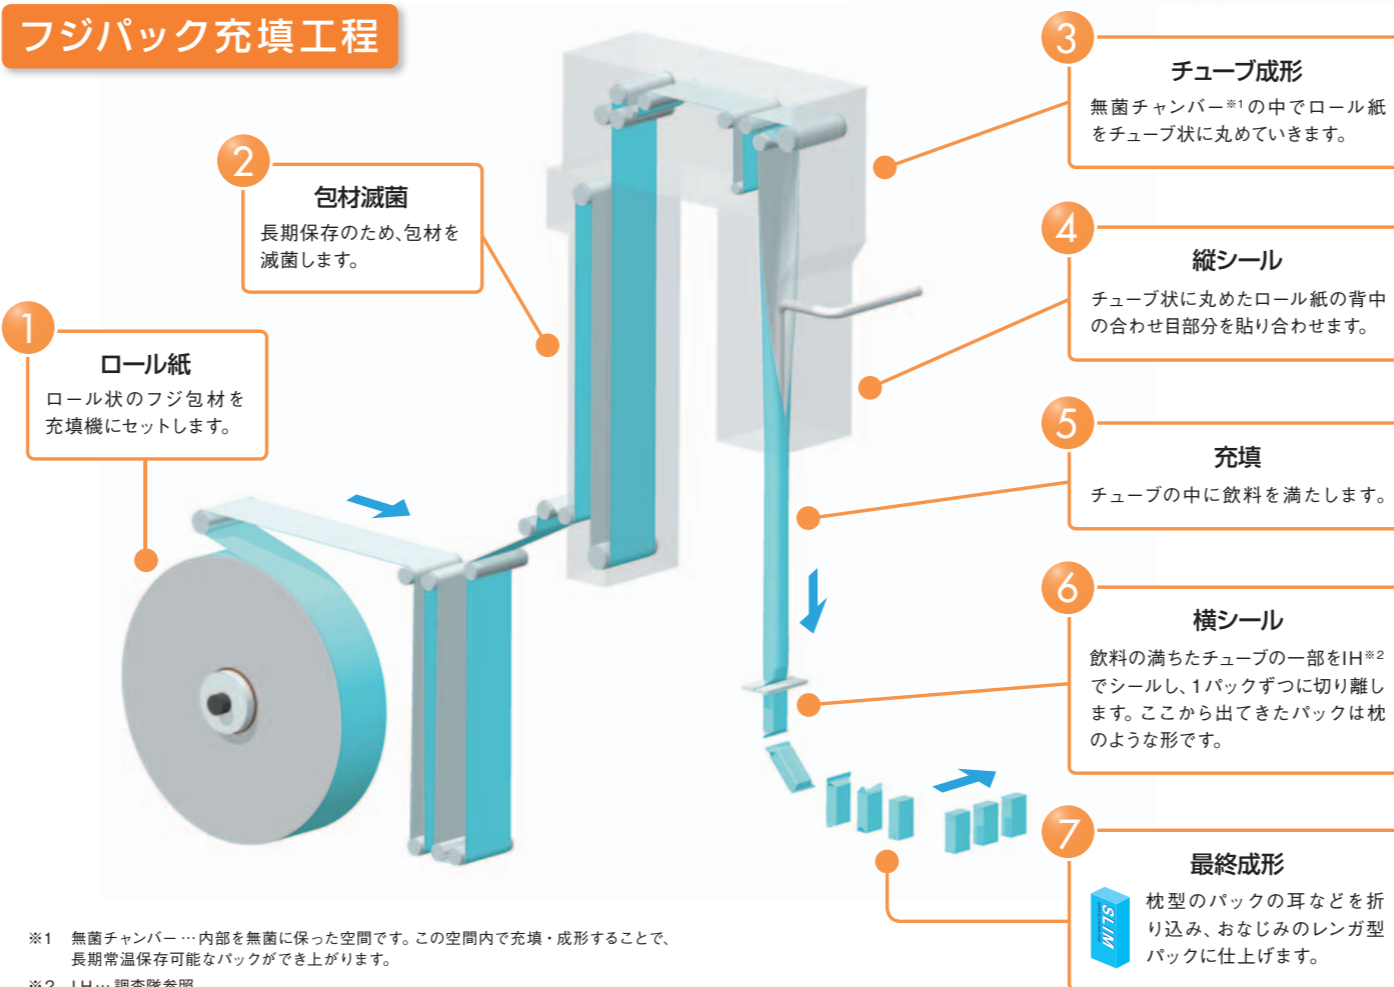 フジパック充填工程
1
ロール紙
ロール状のフジ包材を
充填機にセットします。
2
包材滅菌
長期保存のため、包材を
滅菌します。
3
チューブ成形
無菌チャンバー※1の中でロール紙
をチューブ状に丸めていきます。
4
縦シール
チューブ状に丸めたロール紙の背中
の合わせ目部分を貼り合わせます。
5
充填
チューブの中に飲料を満たします。
6
横シール
飲料の満ちたチューブの一部をIH※2
でシールし、1パックずつに切り離し
ます。ここから出てきたパックは枕
のような形です。
7
最終成形
SLIM
枕型のパックの耳などを折
り込み、おなじみのレンガ型
パックに仕上げます。
※1 無菌チャンバー…内部を無菌に保った空間です。この空間内で充填・成形することで、
長期常温保存可能なパックができ上がります。
※2 IH…調査隊参照